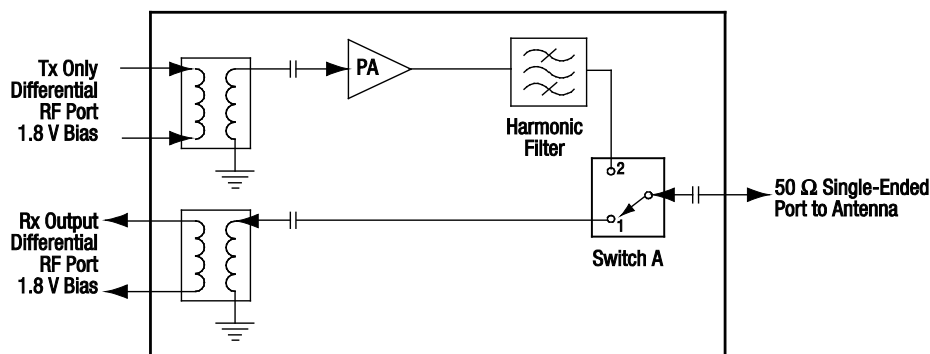 Tx Only
Differential
RF Port
1.8 V Bias
PA
Harmonic
Filter
2
1
Switch A
50 Ω Single-Ended
Port to Antenna
Rx Output
Differential
RF Port
1.8 V Bias